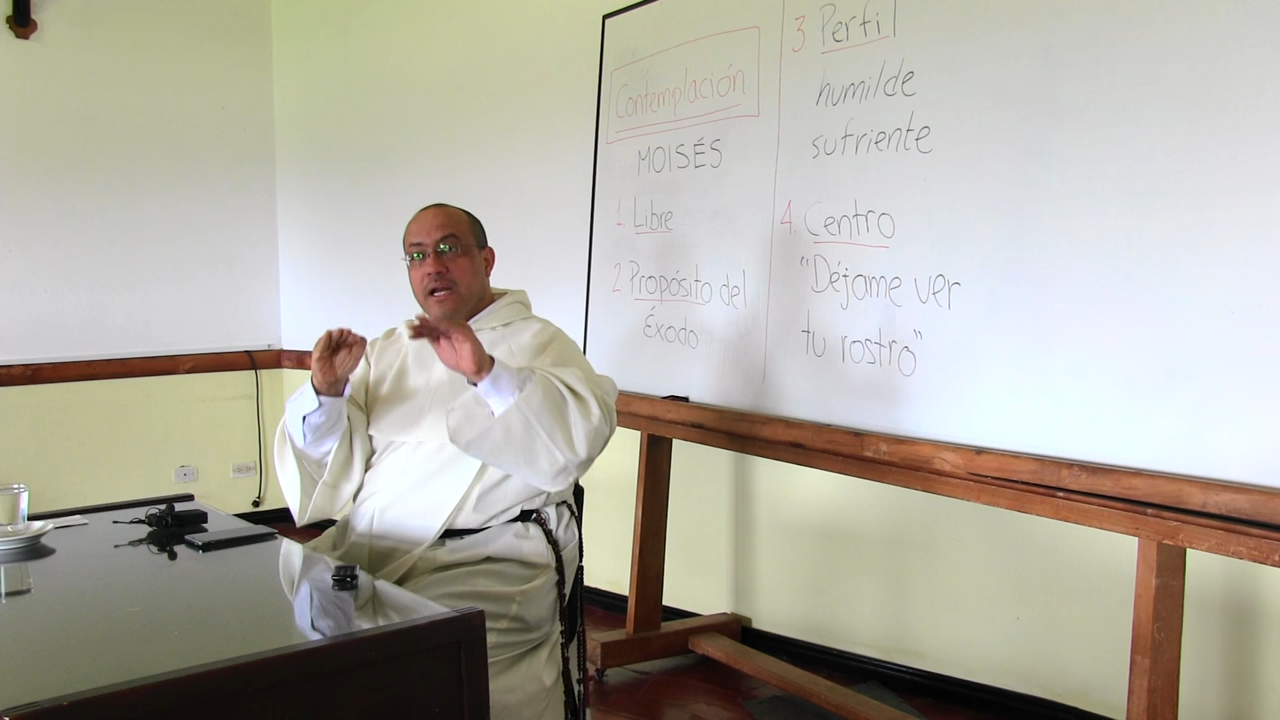 Contemplación
MOISÉS
1. Libre
2. Propósito del
Éxodo
3. Perfil
humilde
sufriente
4. Centro
"Déjame ver
tu rostro"